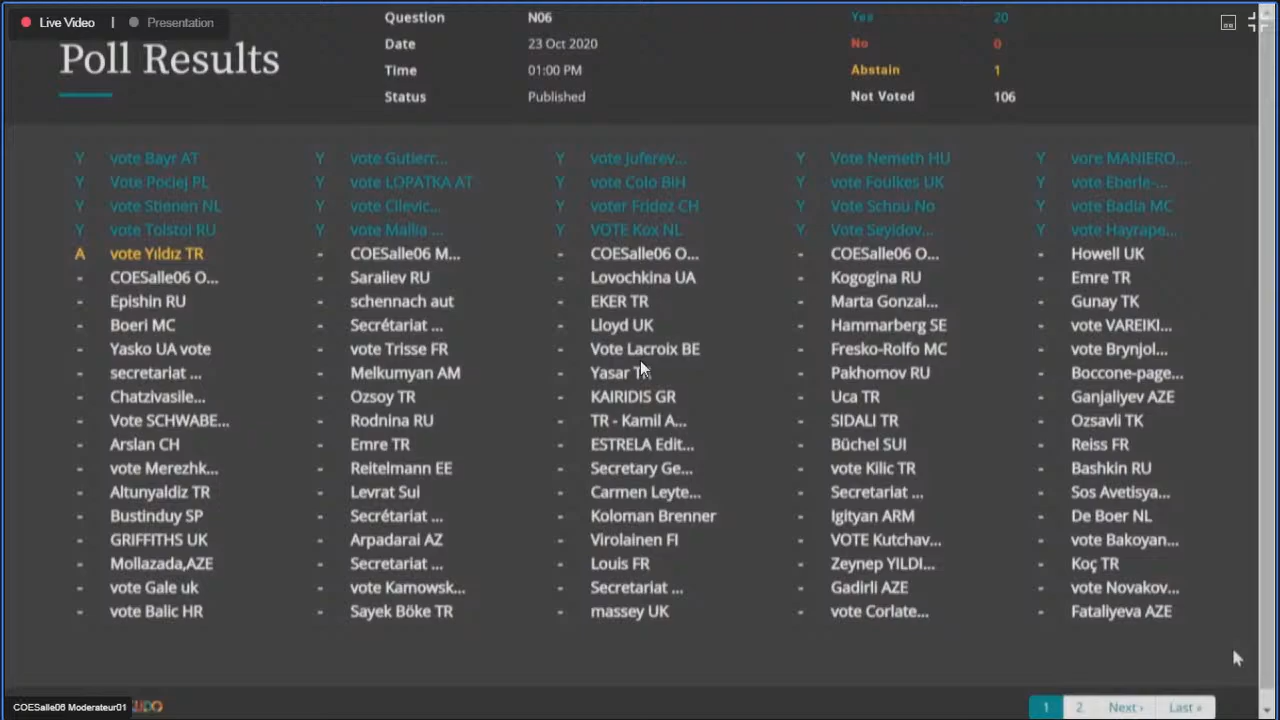 Live Video | Presentation
Poll Results
Question N06 Yes 20
Date 23 Oct 2020 No 0
Time 01:00 PM Abstain 1
Status Published Not Voted 106
Y vote Bayr AT Y vote Gutierr... Y vote Juferev... Y Vote Nemeth HU Y vore MANIERO...
Y Vote Pociej PL Y vote LOPATKA AT Y vote Colo BiH Y vote Foulkes UK Y vote Eberle-...
Y vote Stienen NL Y vote Cilevic... Y voter Fridez CH Y Vote Schou No Y vote Badia MC
Y vote Tolstoi RU Y vote Mallia ... Y VOTE Kox NL Y Vote Seyidov... Y vote Hayrape...
A vote Yıldız TR - COESalle06 M... - COESalle06 O... - COESalle06 O... - Howell UK
- COESalle06 O... - Saraliev RU - Lovochkina UA - Kogogina RU - Emre TR
- Epishin RU - schennach aut - EKER TR - Marta Gonzal... - Gunay TK
- Boeri MC - Secrétariat ... - Lloyd UK - Hammarberg SE - vote VAREIKI...
- Yasko UA vote - vote Trisse FR - Vote Lacroix BE - Fresko-Rolfo MC - vote Brynjol...
- secretariat ... - Melkumyan AM - Yasar - Pakhomov RU - Boccone-page...
- Chatzivasile... - Ozsoy TR - KAIRIDIS GR - Uca TR - Ganjaliyev AZE
- Vote SCHWABE... - Rodnina RU - TR - Kamil A... - SIDALI TR - Ozsavli TK
- Arslan CH - Emre TR - ESTRELA Edit... - Büchel SUI - Reiss FR
- vote Merezhk... - Reitelmann EE - Secretary Ge... - vote Kilic TR - Bashkin RU
- Altunyaldiz TR - Levrat Sui - Carmen Leyte... - Secretariat ... - Sos Avetisya...
- Bustinduy SP - Secrétariat ... - Koloman Brenner - Igityan ARM - De Boer NL
- GRIFFITHS UK - Arpadarai AZ - Virolainen FI - VOTE Kutchav... - vote Bakoyan...
- Mollazada,AZE - Secretariat ... - Louis FR - Zeynep YILDI... - Koç TR
- vote Gale uk - vote Kamowsk... - Secretariat ... - Gadirli AZE - vote Novakov...
- vote Balic HR - Sayek Böke TR - massey UK - vote Corlate... - Fataliyeva AZE
COESalle06 Moderateur01 1 2 Next › Last »